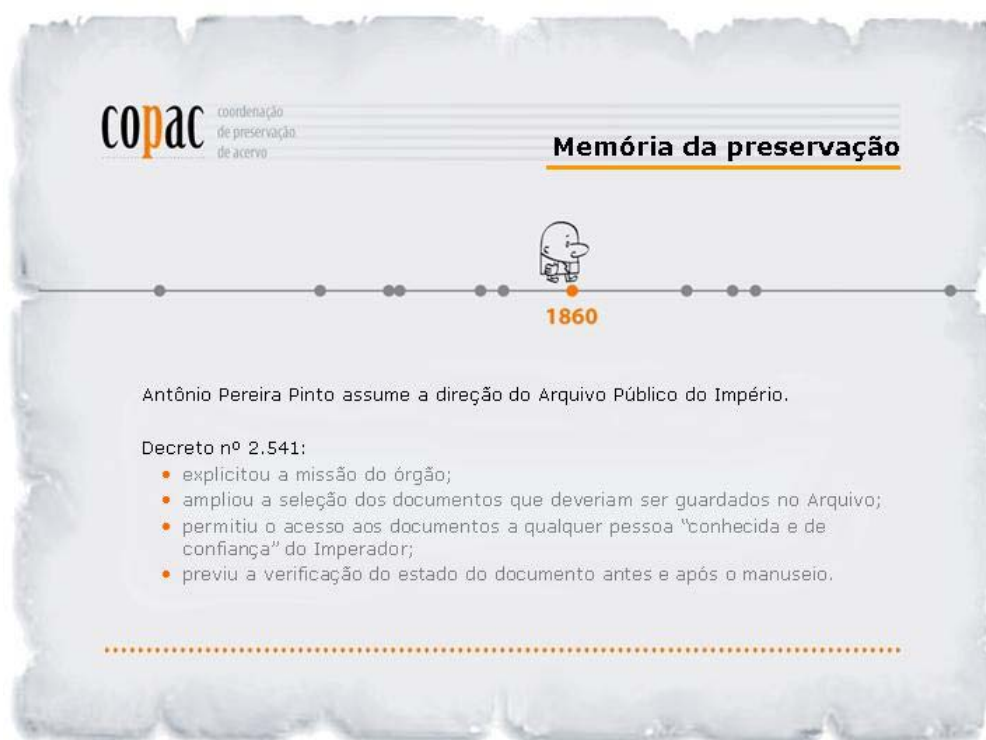 copac
coordenação
de preservação
de acervo
Memória da preservação
1860
Antônio Pereira Pinto assume a direção do Arquivo Público do Império.
Decreto nº 2.541:
• explicitou a missão do órgão;
• ampliou a seleção dos documentos que deveriam ser guardados no Arquivo;
• permitiu o acesso aos documentos a qualquer pessoa "conhecida e de
confiança" do Imperador;
• previu a verificação do estado do documento antes e após o manuseio.